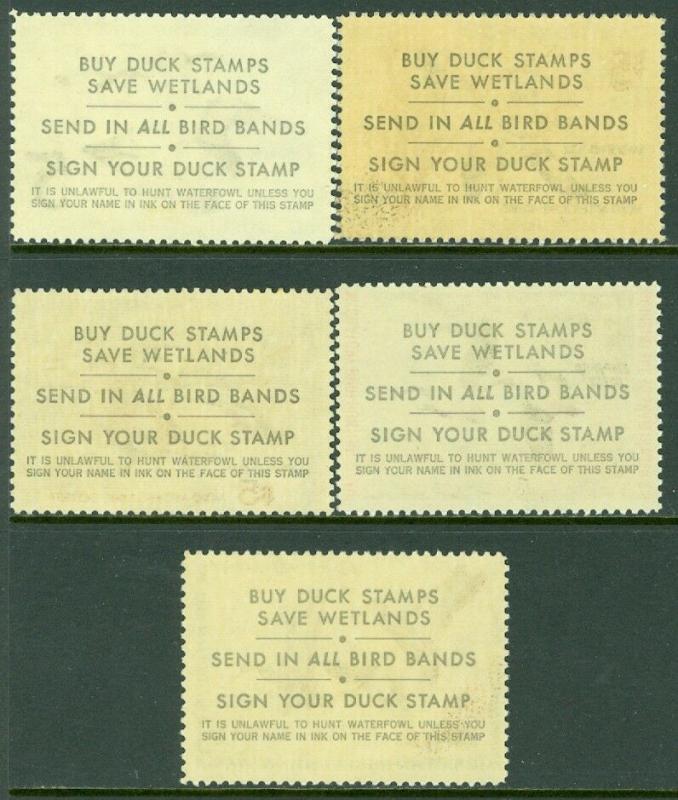 BUY DUCK STAMPS
SAVE WETLANDS
SEND IN ALL BIRD BANDS
SIGN YOUR DUCK STAMP
IT IS UNLAWFUL TO HUNT WATERFOWL UNLESS YOU
SIGN YOUR NAME IN INK ON THE FACE OF THIS STAMP
BUY DUCK STAMPS
SAVE WETLANDS
SEND IN ALL BIRD BANDS
SIGN YOUR DUCK STAMP
IT IS UNLAWFUL TO HUNT WATERFOWL UNLESS YOU
SIGN YOUR NAME IN INK ON THE FACE OF THIS STAMP
BUY DUCK STAMPS
SAVE WETLANDS
SEND IN ALL BIRD BANDS
SIGN YOUR DUCK STAMP
IT IS UNLAWFUL TO HUNT WATERFOWL UNLESS YOU
SIGN YOUR NAME IN INK ON THE FACE OF THIS STAMP
BUY DUCK STAMPS
SAVE WETLANDS
SEND IN ALL BIRD BANDS
SIGN YOUR DUCK STAMP
IT IS UNLAWFUL TO HUNT WATERFOWL UNLESS YOU
SIGN YOUR NAME IN INK ON THE FACE OF THIS STAMP
BUY DUCK STAMPS
SAVE WETLANDS
SEND IN ALL BIRD BANDS
SIGN YOUR DUCK STAMP
IT IS UNLAWFUL TO HUNT WATERFOWL UNLESS YOU
SIGN YOUR NAME IN INK ON THE FACE OF THIS STAMP